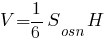 V = 1/6 S_osn H